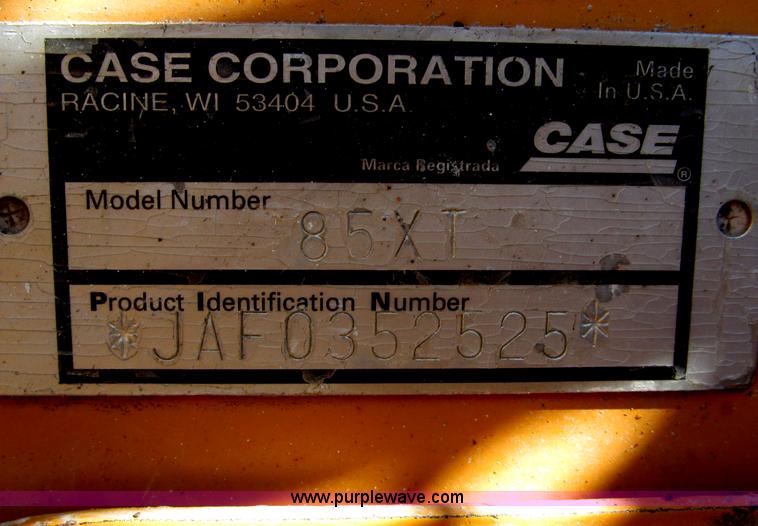 CASE CORPORATION
Made
In U.S.A.
RACINE, WI 53404 U.S.A.
CASE
®
Marca Registrada
Model Number
85XT
Product Identification Number
*JAF0352525*
www.purplewave.com